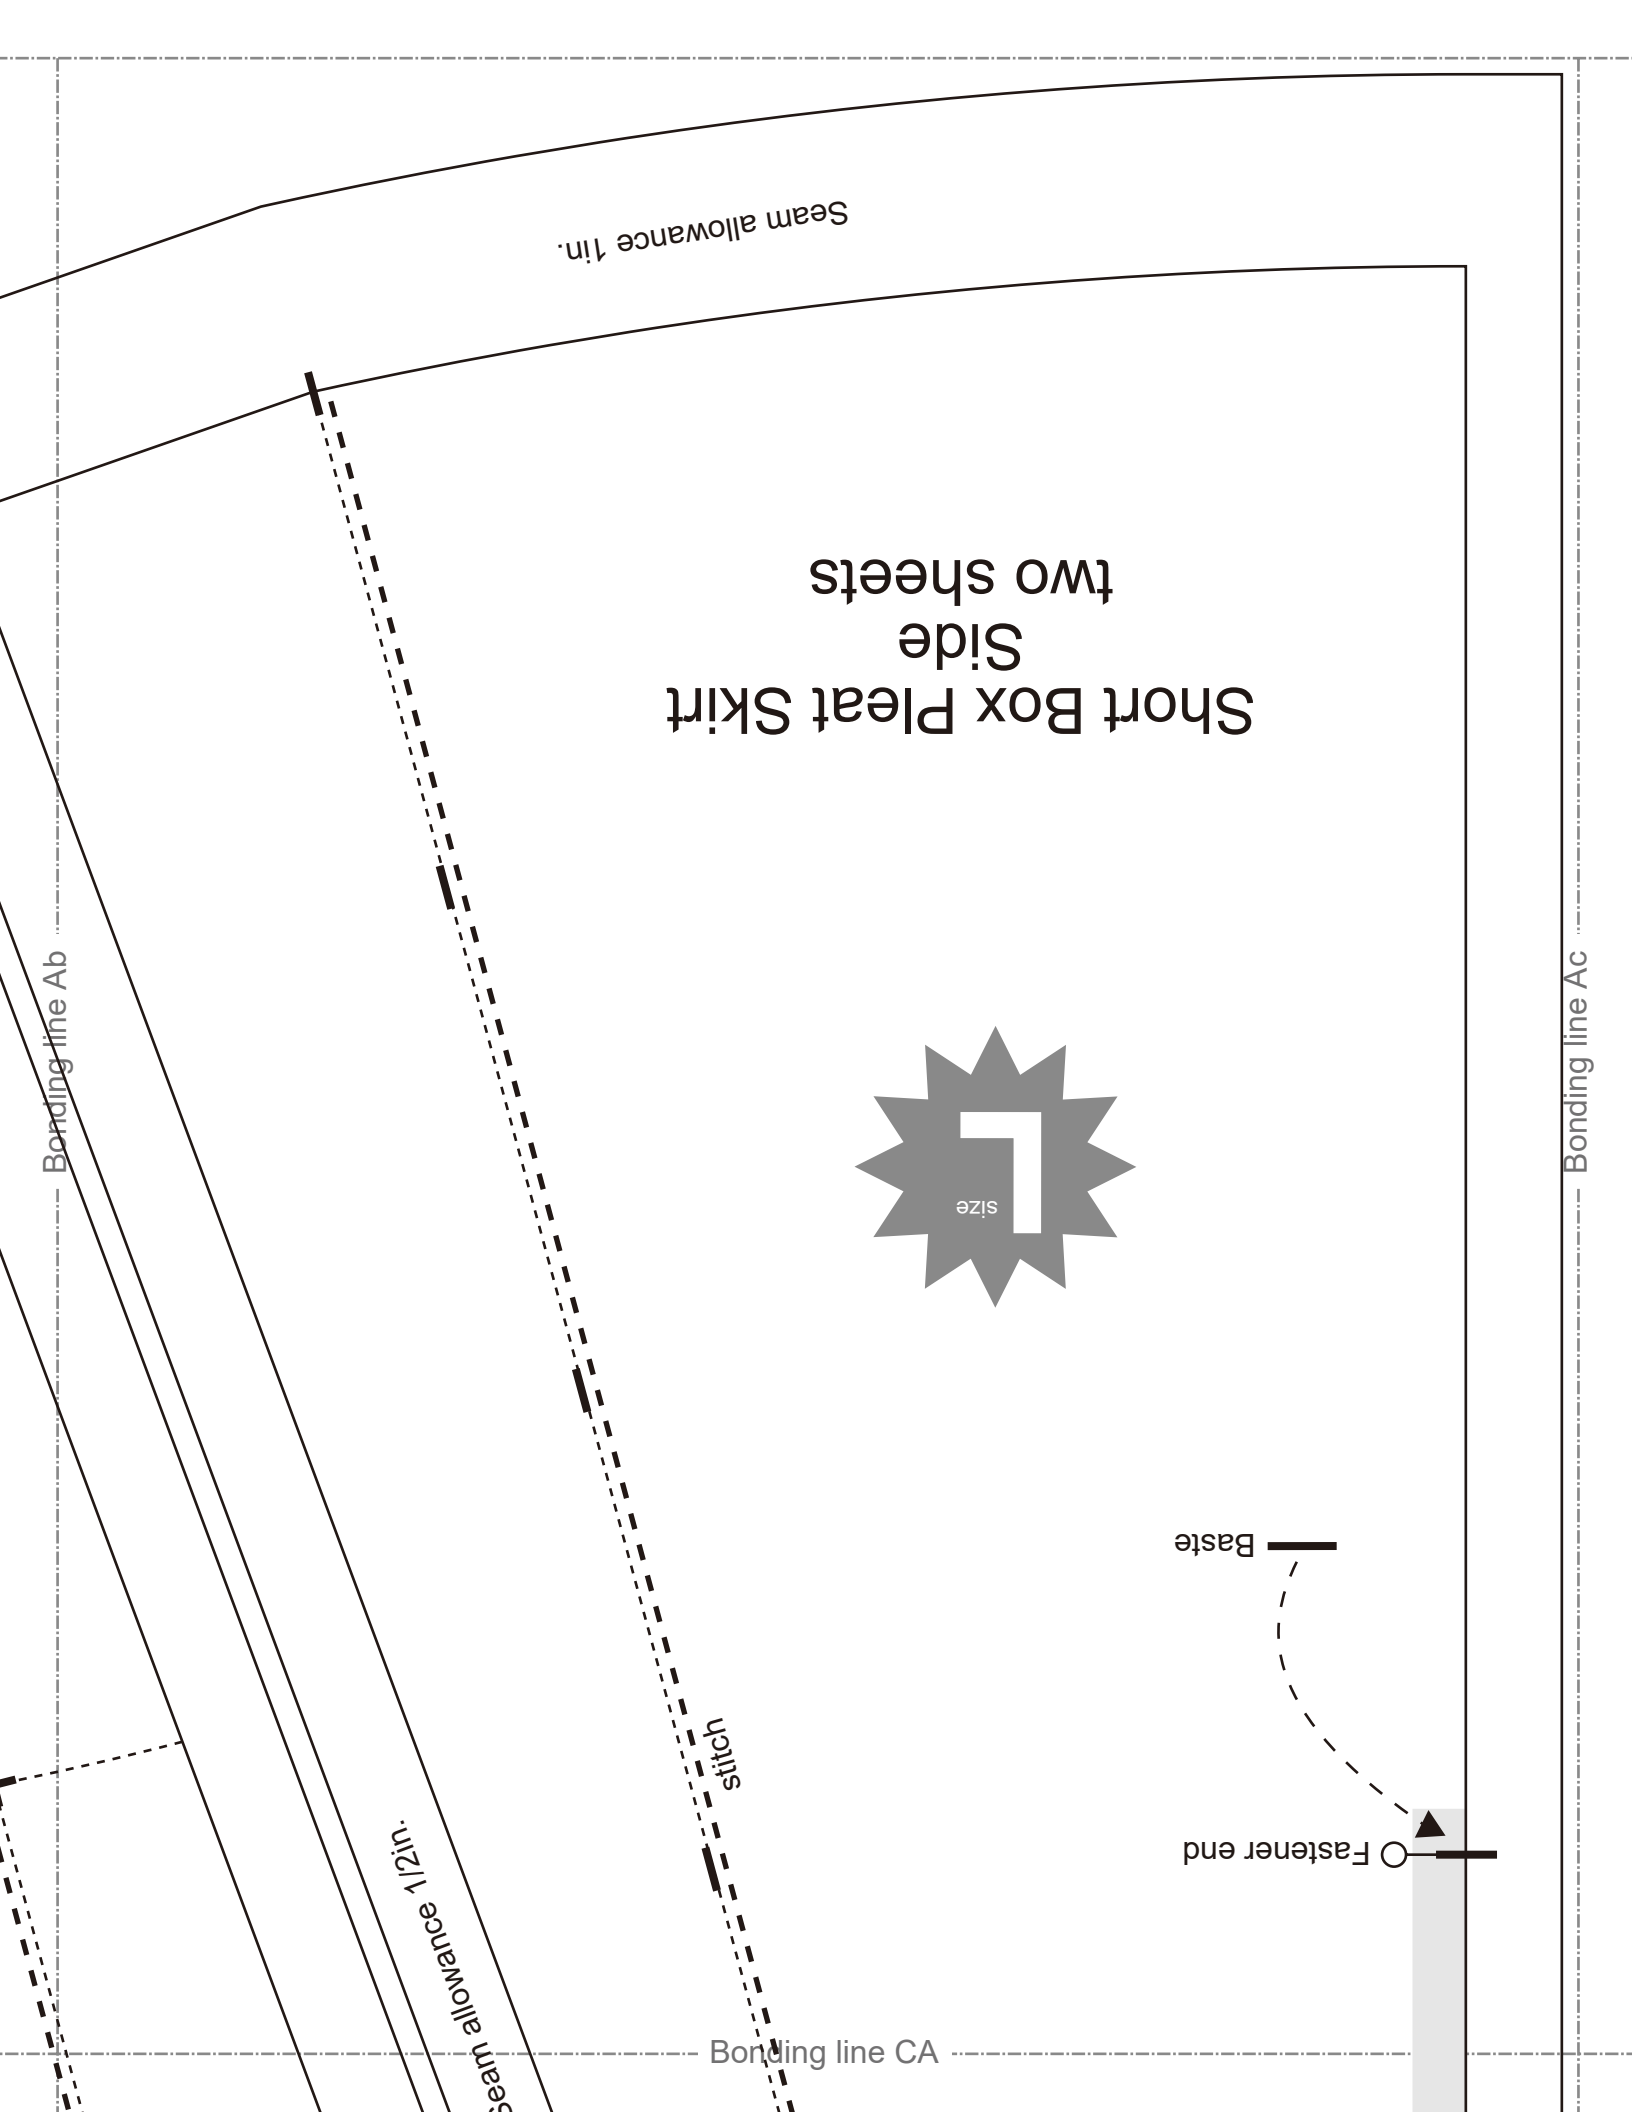 Seam allowance 1in.
Short Box Pleat Skirt
Side
two sheets
Bonding line Ab
Bonding line Ac
L
size
Baste
stitch
Fastener end
Seam allowance 1/2in.
Bonding line CA